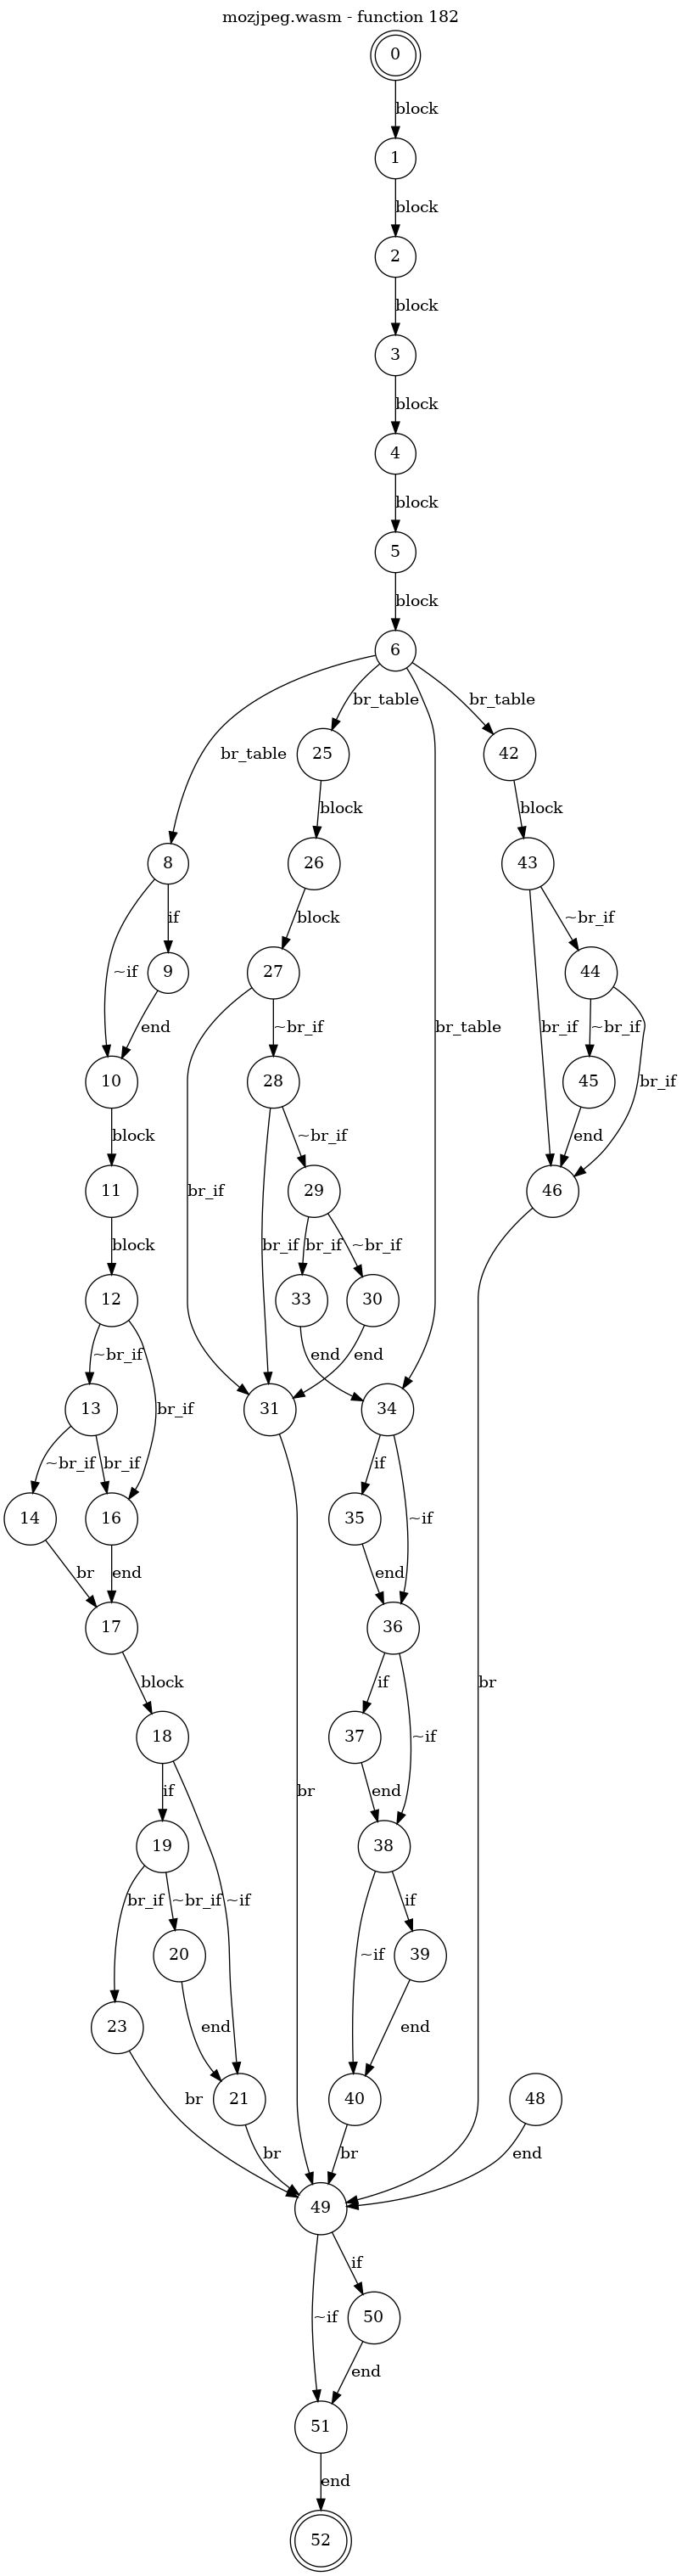 mozjpeg.wasm - function 182
0
block
1
block
2
block
3
block
4
block
5
block
6
br_table
br_table
br_table
br_table
25
42
block
block
8
26
43
if
block
~br_if
~if
9
27
44
end
br_if
~br_if
br_table
br_if
~br_if
br_if
10
28
45
block
~br_if
end
11
29
46
block
br_if
br_if
br_if
~br_if
12
33
30
~br_if
end
end
br_if
13
31
34
~br_if
br_if
if
~if
14
16
35
br
end
end
17
36
block
if
~if
br
18
37
if
br
end
19
38
br_if
~br_if
~if
~if
if
20
39
23
end
end
21
40
48
br
br
br
end
49
if
~if
50
end
51
end
52